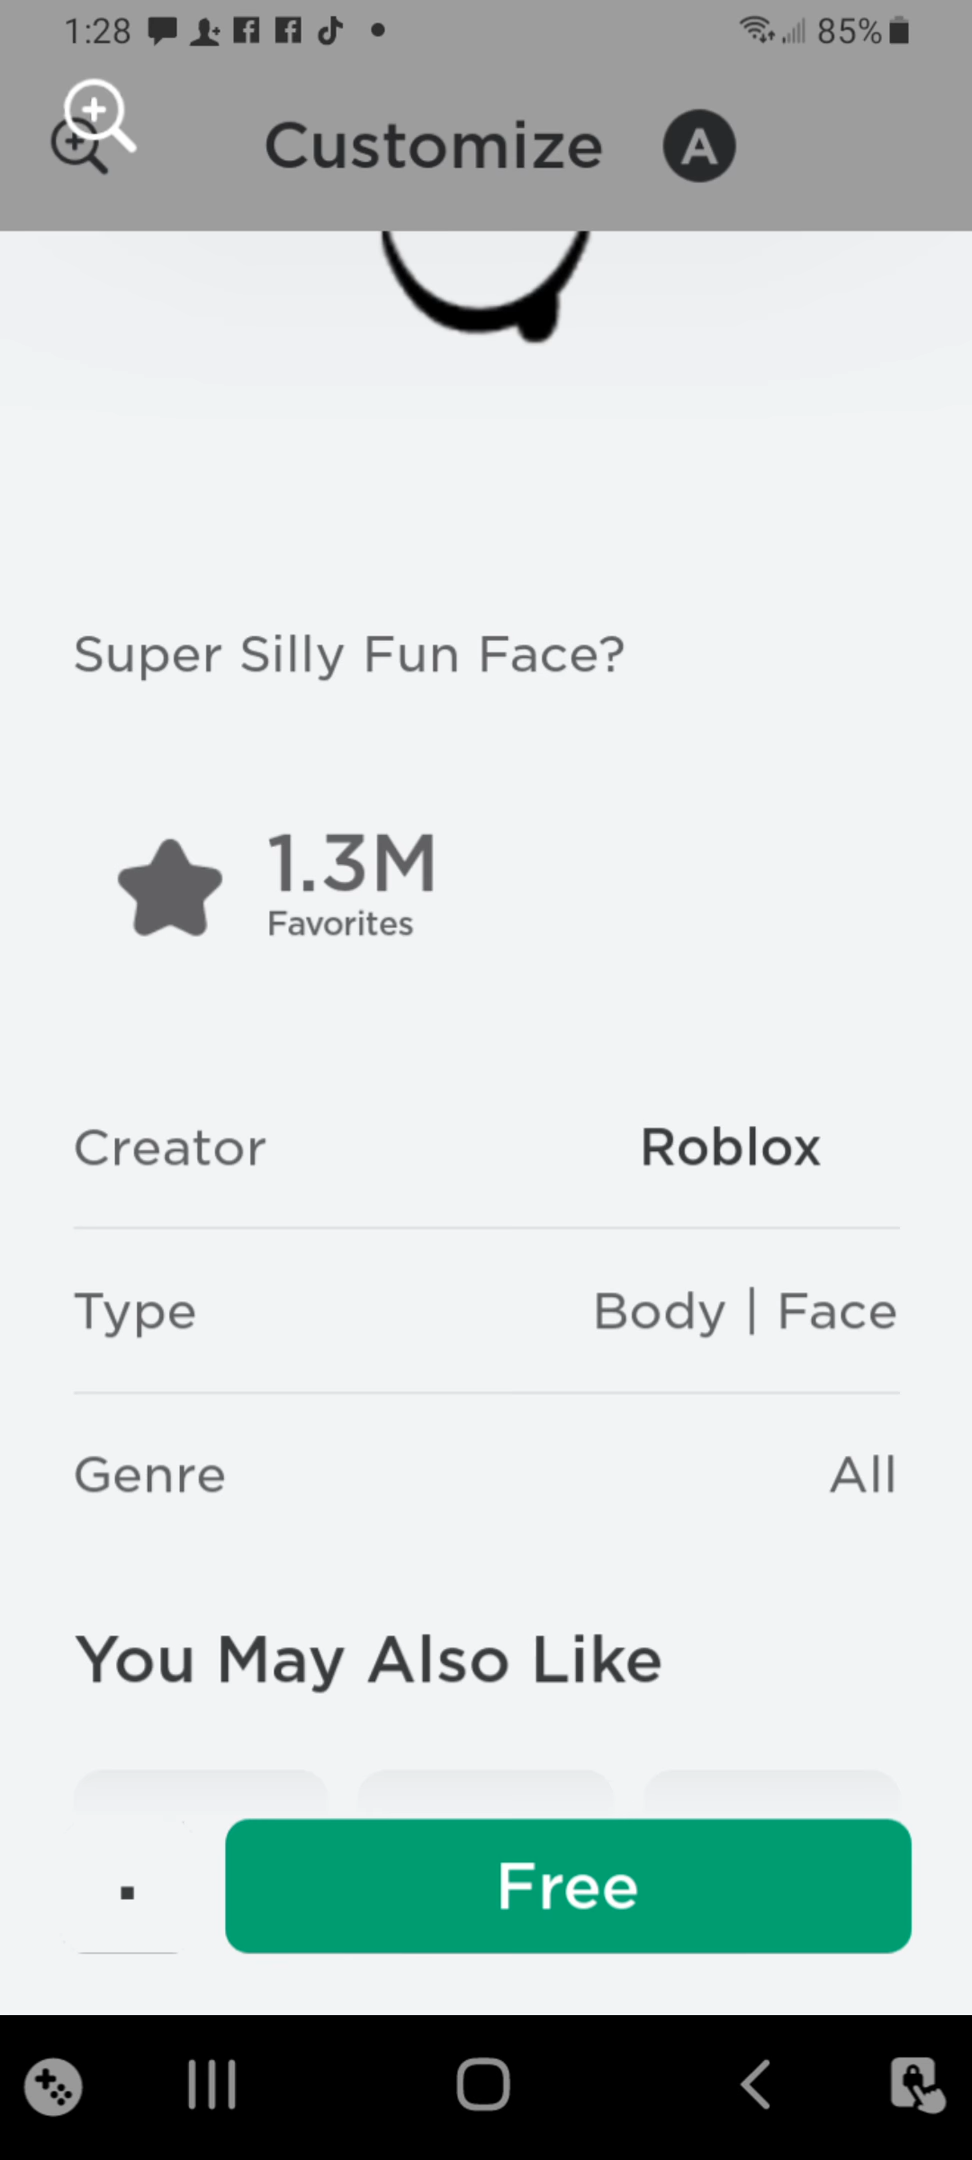 1:28 85%
Customize A
Super Silly Fun Face?
1.3M
Favorites
Creator Roblox
Type Body | Face
Genre All
You May Also Like
Free